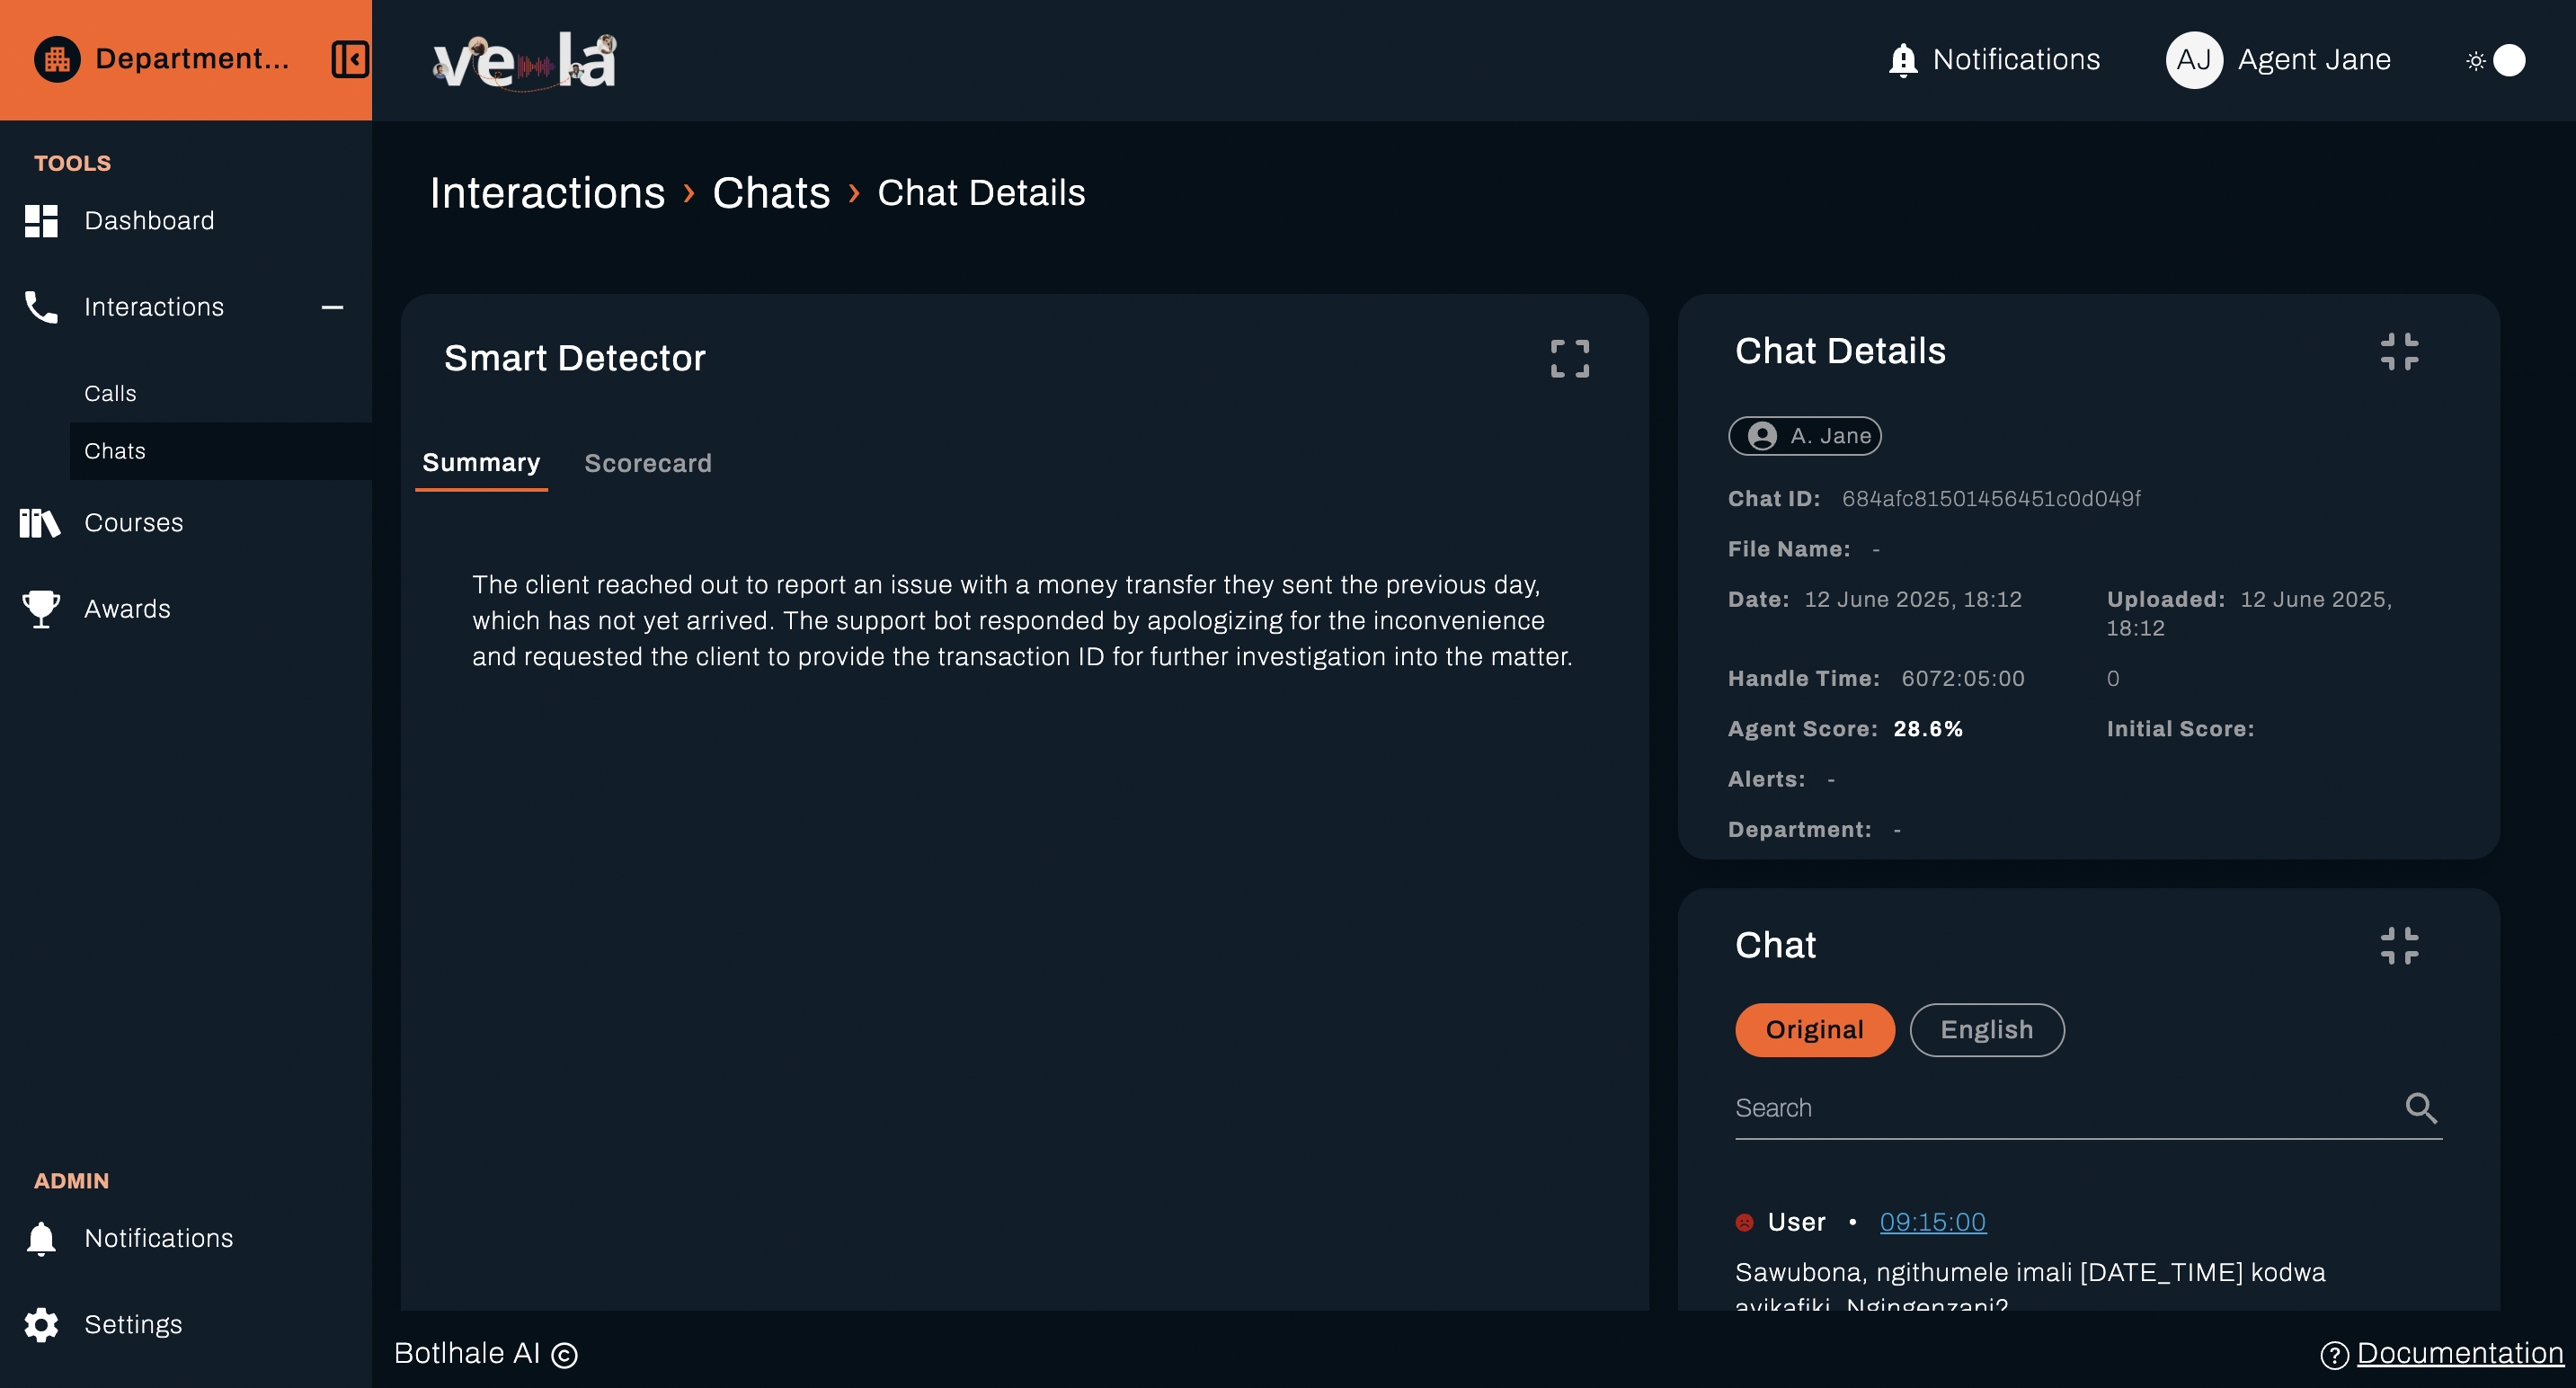 Department...
vela
Notifications
AJ
Agent Jane
TOOLS
Dashboard
Interactions
Calls
Chats
Courses
Awards
ADMIN
Notifications
Settings
Interactions › Chats › Chat Details
Smart Detector
Summary
Scorecard
The client reached out to report an issue with a money transfer they sent the previous day,
which has not yet arrived. The support bot responded by apologizing for the inconvenience
and requested the client to provide the transaction ID for further investigation into the matter.
Chat Details
A. Jane
Chat ID: 684afc81501456451c0d049f
File Name: -
Date: 12 June 2025, 18:12
Uploaded: 12 June 2025,
18:12
Handle Time: 6072:05:00
0
Agent Score: 28.6%
Initial Score:
Alerts: -
Department: -
Chat
Original
English
Search
User • 09:15:00
Sawubona, ngithumele imali [DATE_TIME] kodwa
ayikafiki. Ngingenzani?
Botlhale AI ©
Documentation